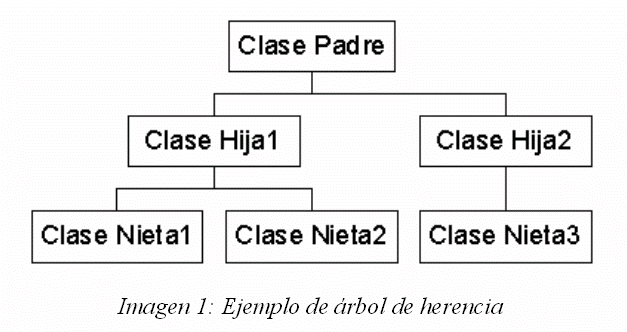 Clase Padre
Clase Hija1
Clase Hija2
Clase Nieta1
Clase Nieta2
Clase Nieta3
Imagen 1: Ejemplo de árbol de herencia